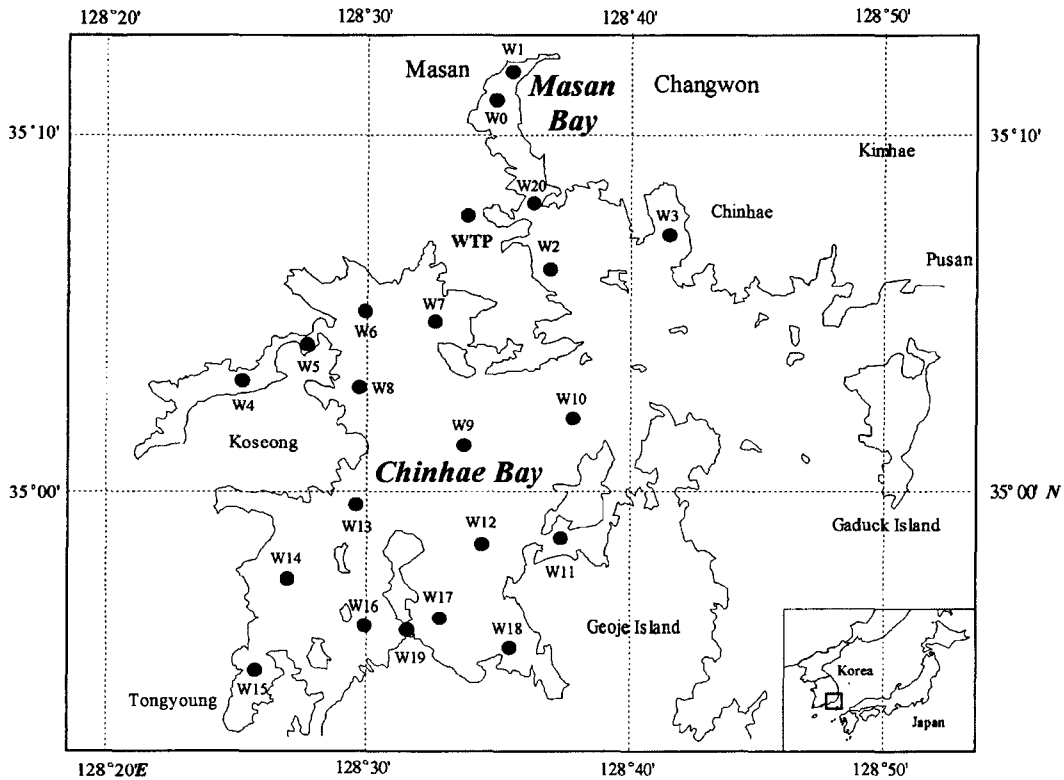 128°20' 128°30' 128°40' 128°50'
W1
Masan
Masan Bay
Changwon
W0
35°10' 35°10'
Kimhae
W20
W3
Chinhae
WTP
W2
Pusan
W7
W6
W5
W4
W8
W10
Koseong
W9
Chinhae Bay
35°00' 35°00' N
W13
W12
Gaduck Island
W14
W11
W16
W17
W18
Geoje Island
W19
W15
Tongyoung
Korea
Japan
128°20'E 128°30' 128°40' 128°50'